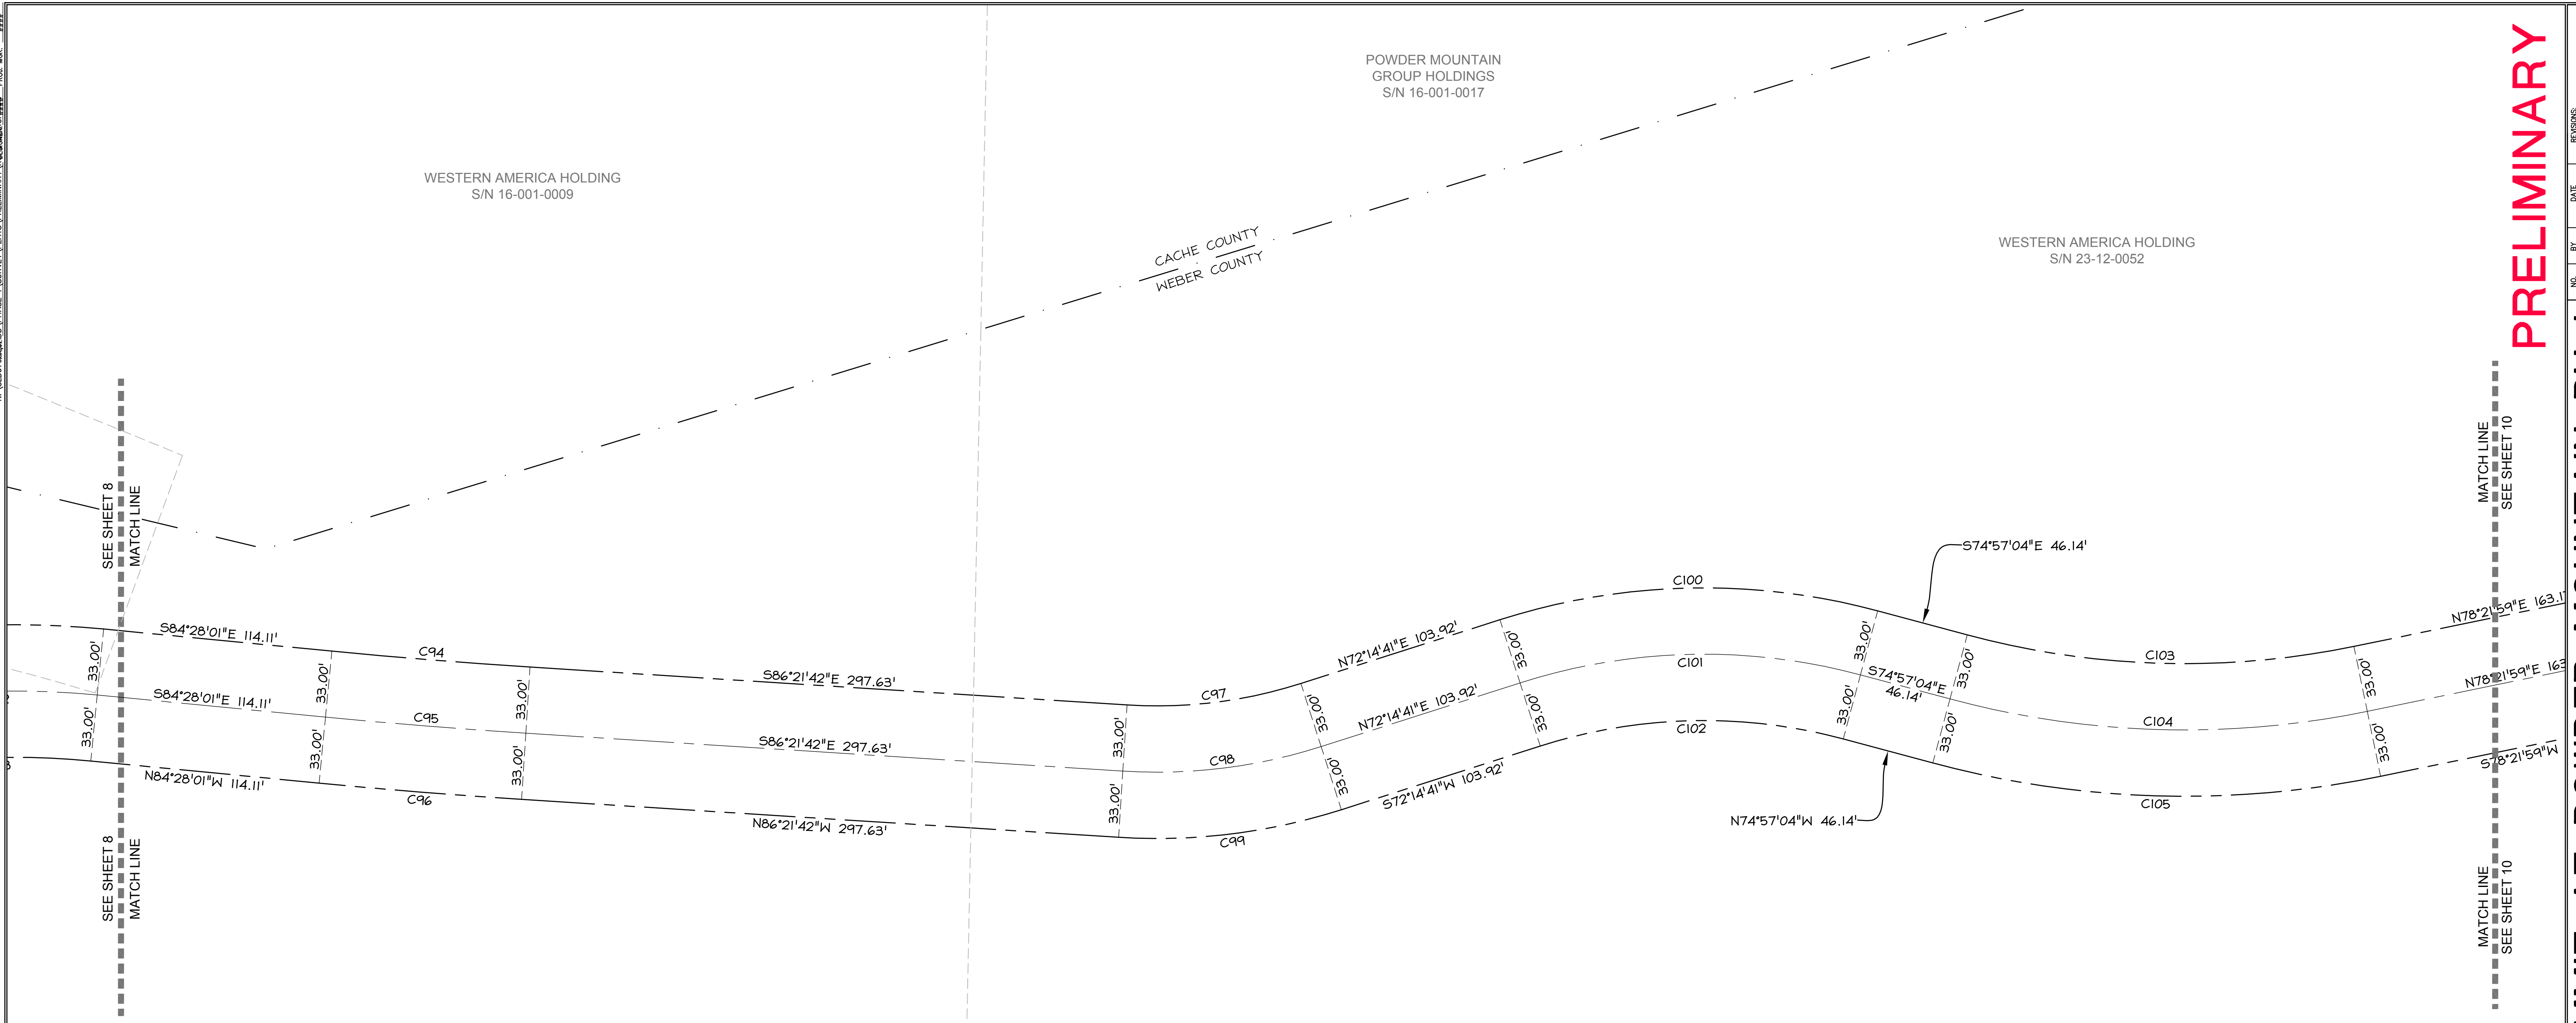 POWDER MOUNTAIN
GROUP HOLDINGS
S/N 16-001-0017
WESTERN AMERICA HOLDING
S/N 16-001-0009
CACHE COUNTY
WEBER COUNTY
WESTERN AMERICA HOLDING
S/N 23-12-0052
PRELIMINARY
REVISIONS:
DATE
BY
NO.
SEE SHEET 8
MATCH LINE
MATCH LINE
SEE SHEET 10
S74°57'04"E 46.14'
S84°28'01"E 114.11'
C94
S86°21'42"E 297.63'
C97
N72°14'41"E 103.92'
C100
C103
N78°21'59"E
33.00'
33.00'
33.00'
33.00'
33.00'
33.00'
33.00'
33.00'
33.00'
S84°28'01"E 114.11'
C95
S86°21'42"E 297.63'
C98
N72°14'41"E 103.92'
C101
S74°57'04"E
46.14'
C104
N78°21'59"E
33.00'
33.00'
33.00'
33.00'
33.00'
33.00'
33.00'
33.00'
33.00'
N84°28'01"W 114.11'
C96
N86°21'42"W 297.63'
C99
S72°14'41"W 103.92'
C102
N74°57'04"W 46.14'
C105
S78°21'59"W
SEE SHEET 8
MATCH LINE
MATCH LINE
SEE SHEET 10